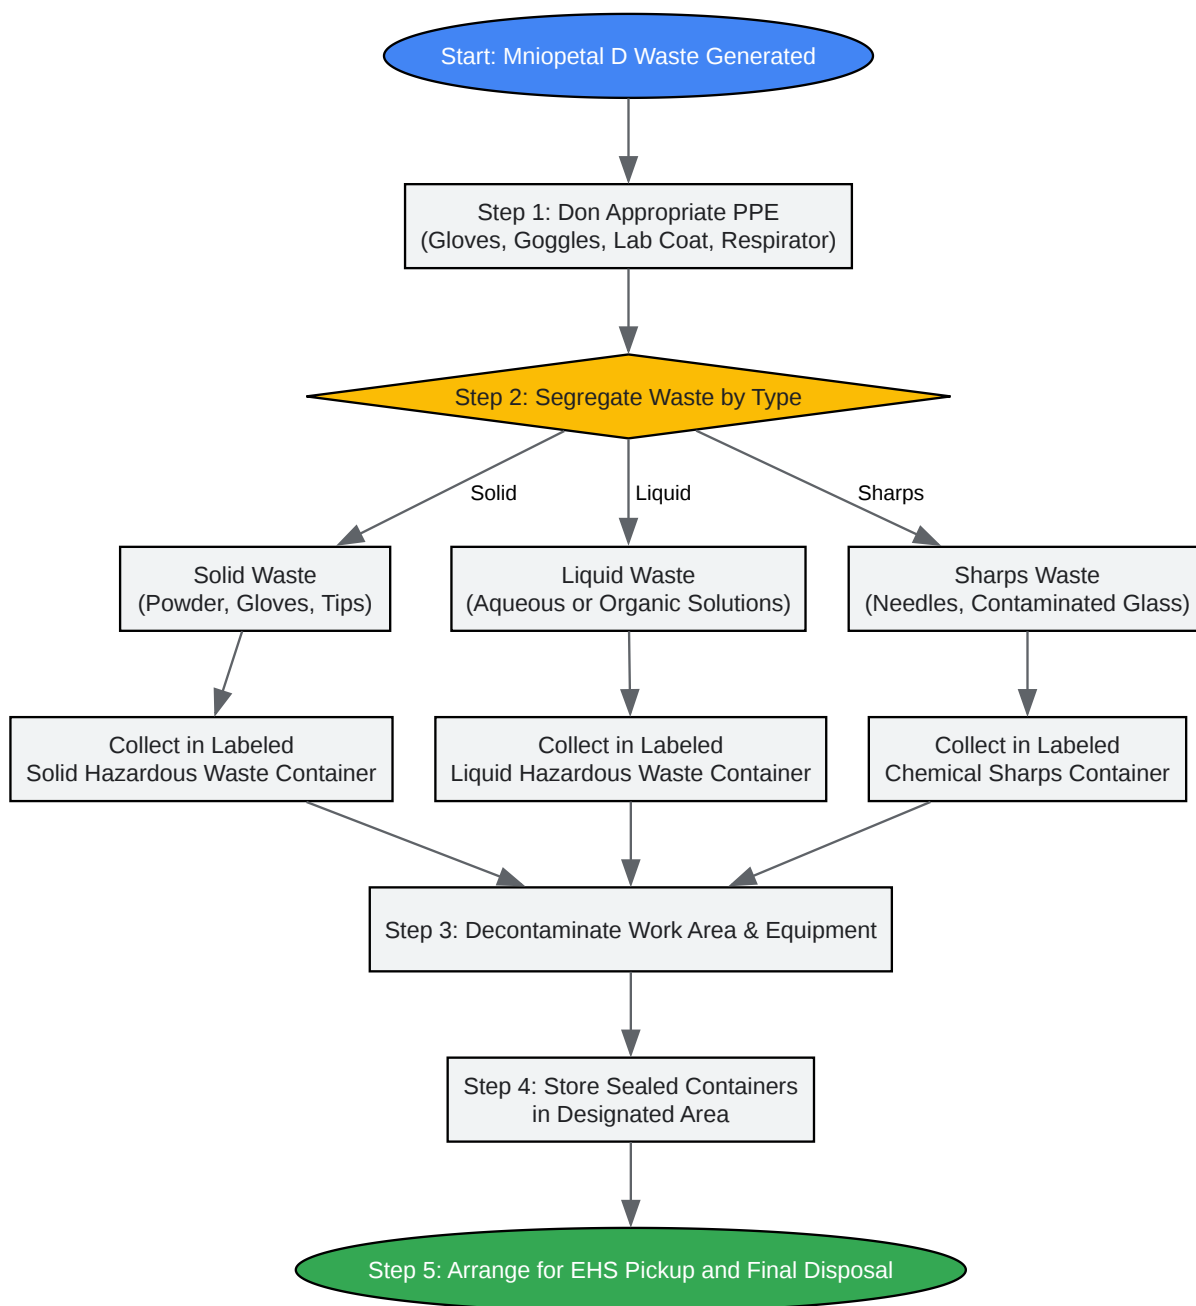 Start: Mniopetal D Waste Generated
Step 1: Don Appropriate PPE
(Gloves, Goggles, Lab Coat, Respirator)
Step 2: Segregate Waste by Type
Solid
Liquid
Sharps
Solid Waste
(Powder, Gloves, Tips)
Liquid Waste
(Aqueous or Organic Solutions)
Sharps Waste
(Needles, Contaminated Glass)
Collect in Labeled
Solid Hazardous Waste Container
Collect in Labeled
Liquid Hazardous Waste Container
Collect in Labeled
Chemical Sharps Container
Step 3: Decontaminate Work Area & Equipment
Step 4: Store Sealed Containers
in Designated Area
Step 5: Arrange for EHS Pickup and Final Disposal